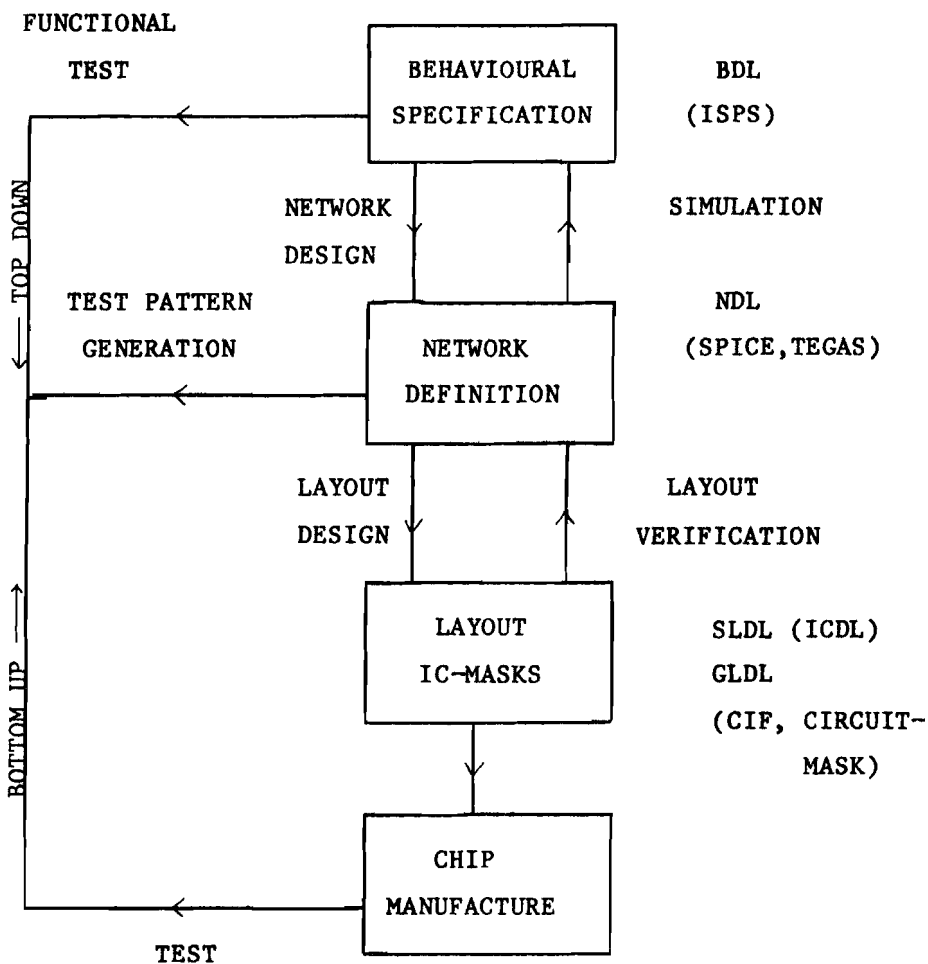 FUNCTIONAL
TEST
BEHAVIOURAL
SPECIFICATION
BDL
(ISPS)
NETWORK
DESIGN
SIMULATION
TOP DOWN
TEST PATTERN
GENERATION
NETWORK
DEFINITION
NDL
(SPICE,TEGAS)
LAYOUT
DESIGN
LAYOUT
VERIFICATION
BOTTOM UP
LAYOUT
IC-MASKS
SLDL (ICDL)
GLDL
(CIF, CIRCUIT-
MASK)
CHIP
MANUFACTURE
TEST